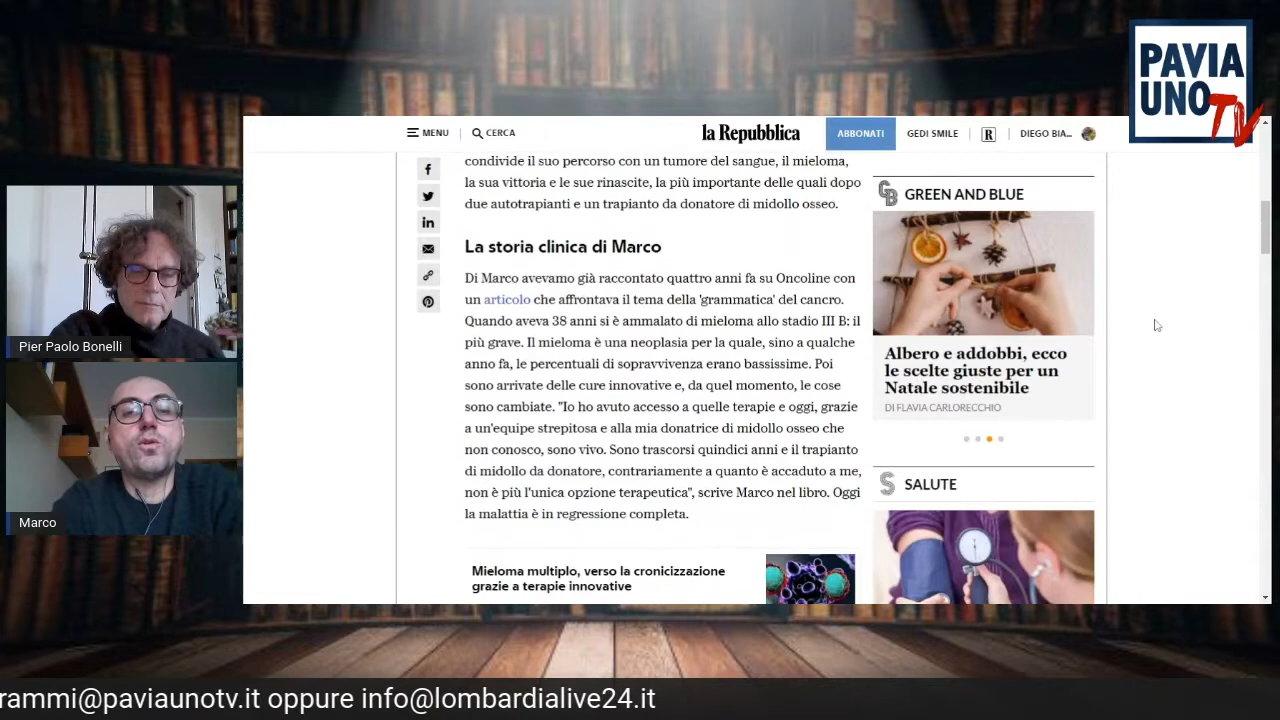 PAVIA
UNO
TV
MENU
CERCA
la Repubblica
ABBONATI
GEDI SMILE
R
DIEGO BIA...
condivide il suo percorso con un tumore del sangue, il mieloma,
la sua vittoria e le sue rinascite, la più importante delle quali dopo
due autotrapianti e un trapianto da donatore di midollo osseo.
La storia clinica di Marco
Di Marco avevamo già raccontato quattro anni fa su Oncoline con
un articolo che affrontava il tema della 'grammatica' del cancro.
Quando aveva 38 anni si è ammalato di mieloma allo stadio III B: il
più grave. Il mieloma è una neoplasia per la quale, sino a qualche
anno fa, le percentuali di sopravvivenza erano bassissime. Poi
sono arrivate delle cure innovative e, da quel momento, le cose
sono cambiate. "Io ho avuto accesso a quelle terapie e oggi, grazie
a un'equipe strepitosa e alla mia donatrice di midollo osseo che
non conosco, sono vivo. Sono trascorsi quindici anni e il trapianto
di midollo da donatore, contrariamente a quanto è accaduto a me,
non è più l'unica opzione terapeutica", scrive Marco nel libro. Oggi
la malattia è in regressione completa.
Mieloma multiplo, verso la cronicizzazione
grazie a terapie innovative
GB GREEN AND BLUE
Albero e addobbi, ecco
le scelte giuste per un
Natale sostenibile
DI FLAVIA CARLORECCHIO
S SALUTE
Pier Paolo Bonelli
Marco
rammi@paviaunotv.it oppure info@lombardialive24.it